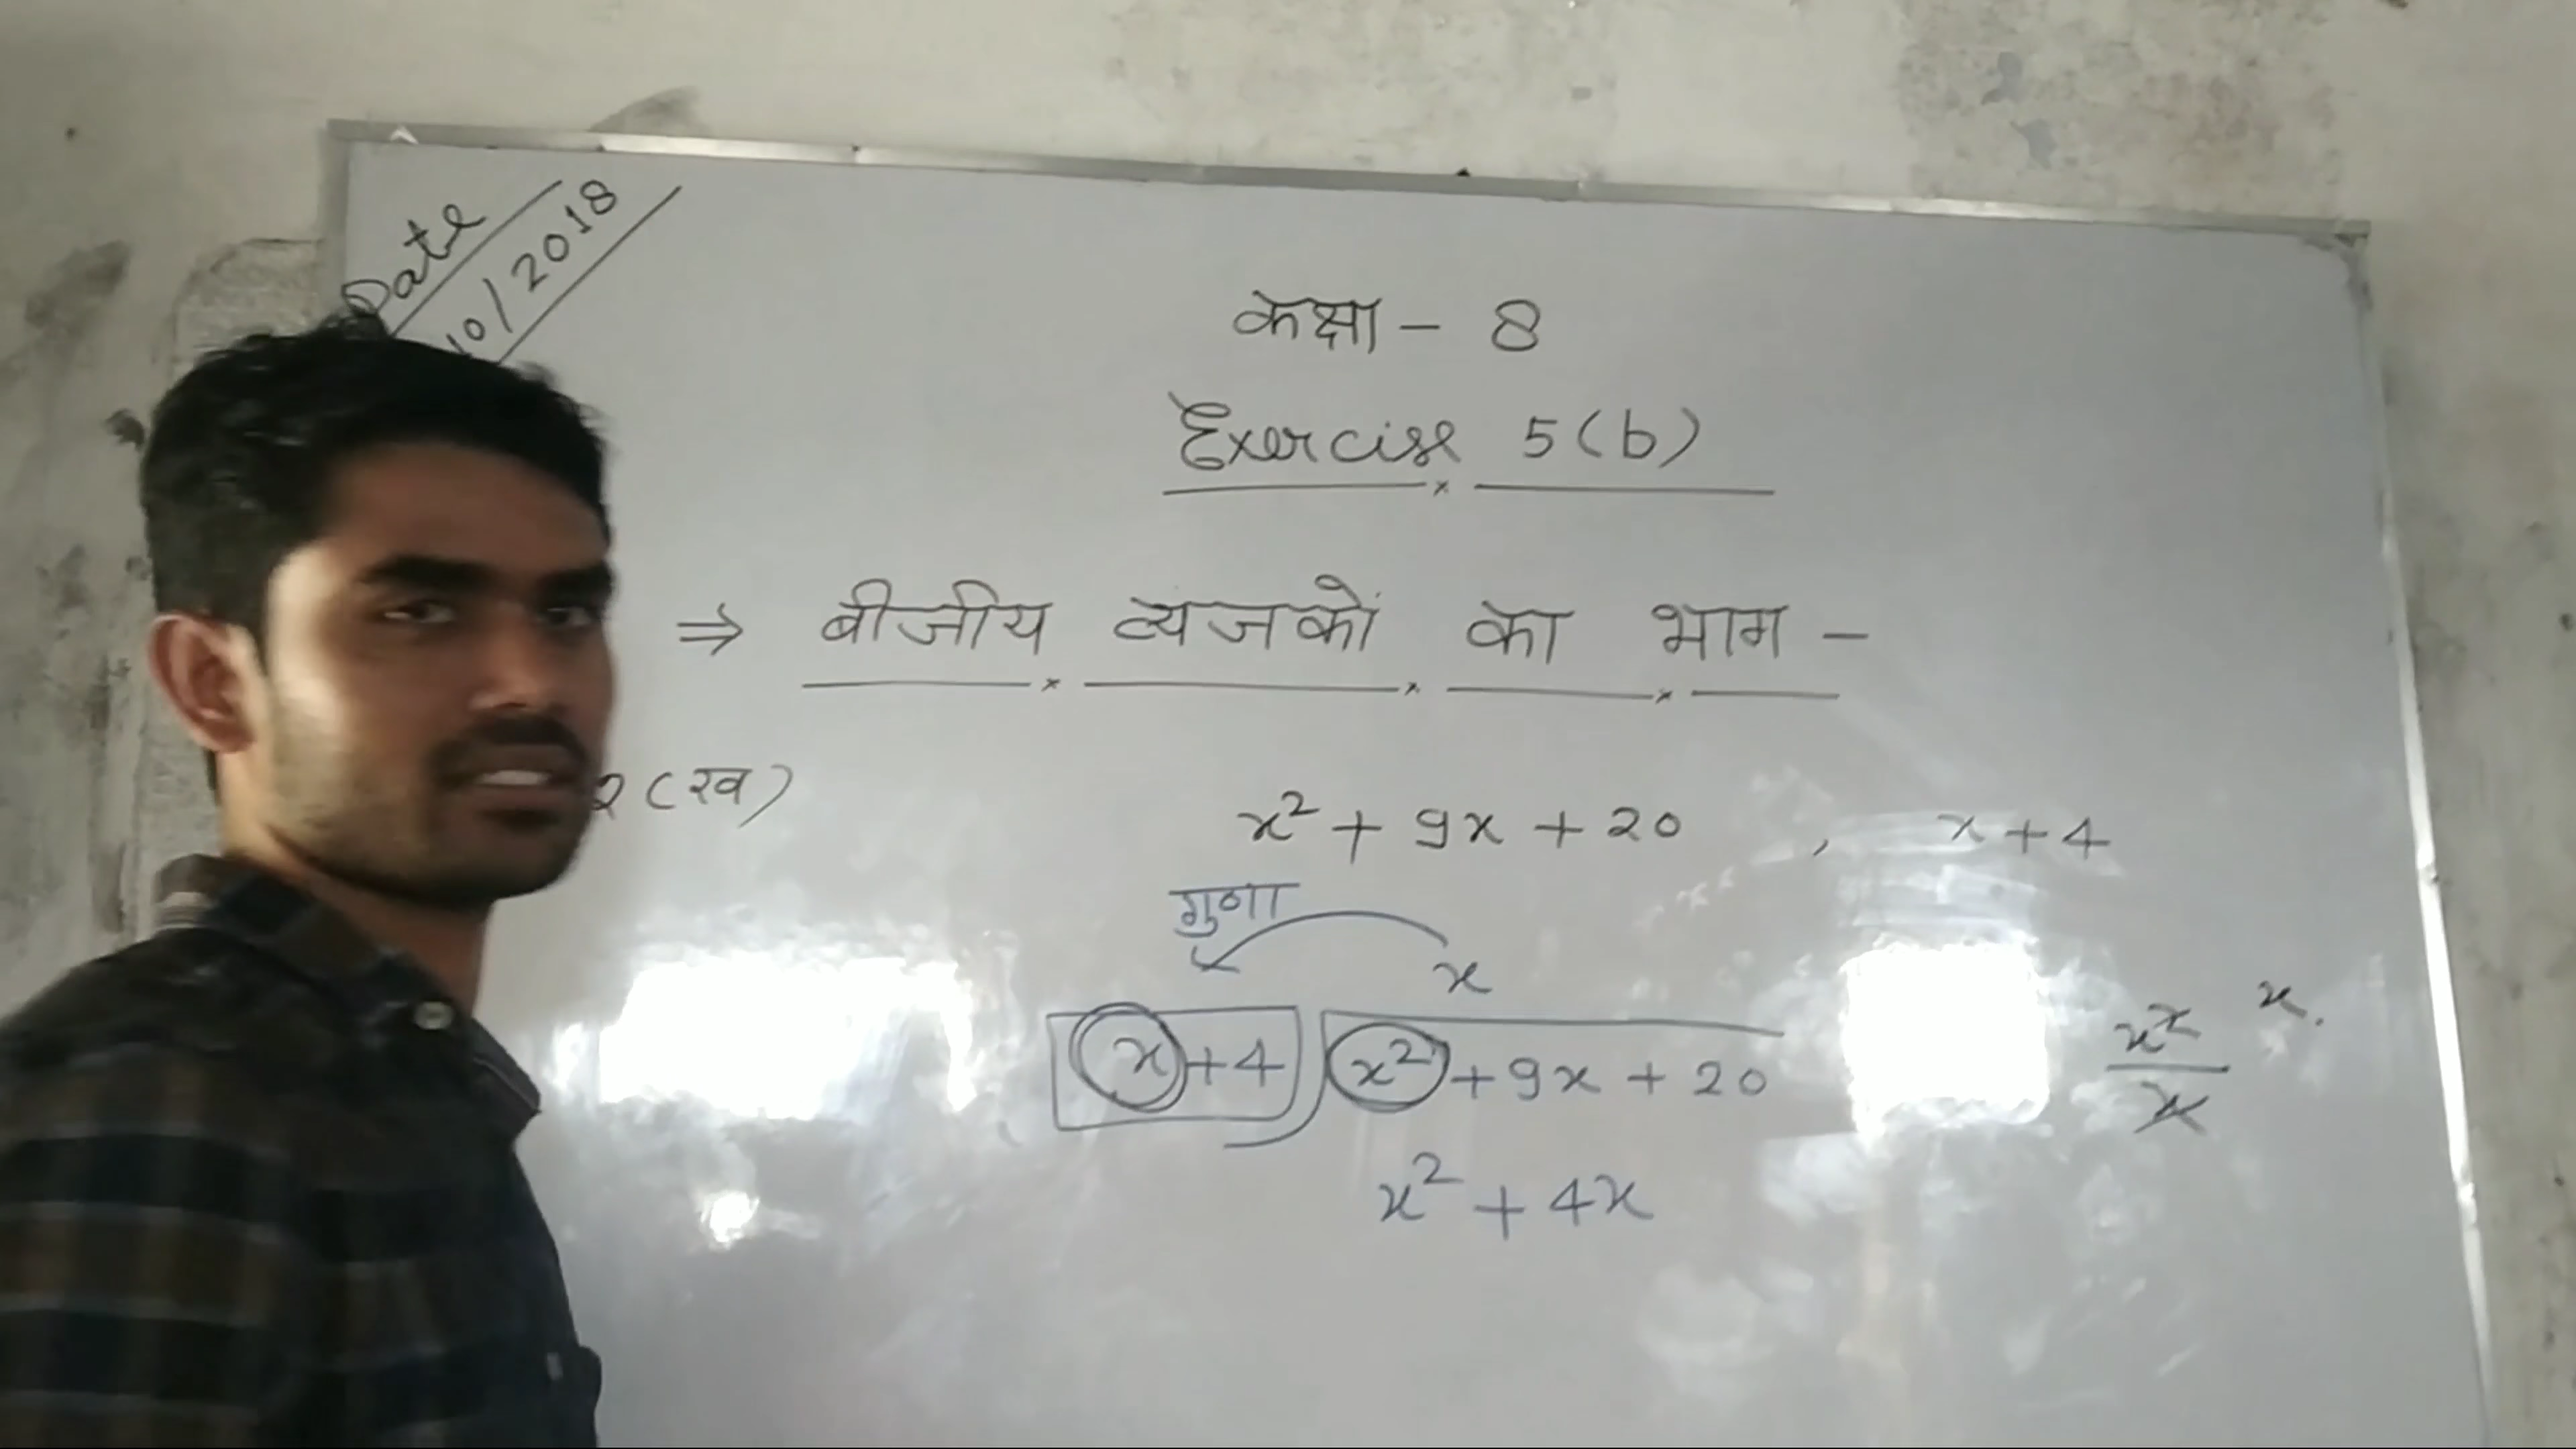 Date
10/2018
कक्षा - 8
Exercise 5(b)
⇒ बीजीय व्यजकों का भाग -
2 (ख) x² + 9x + 20 , x + 4
गुणा
x
x+4 x² + 9x + 20
x² + 4x
x² x.
x